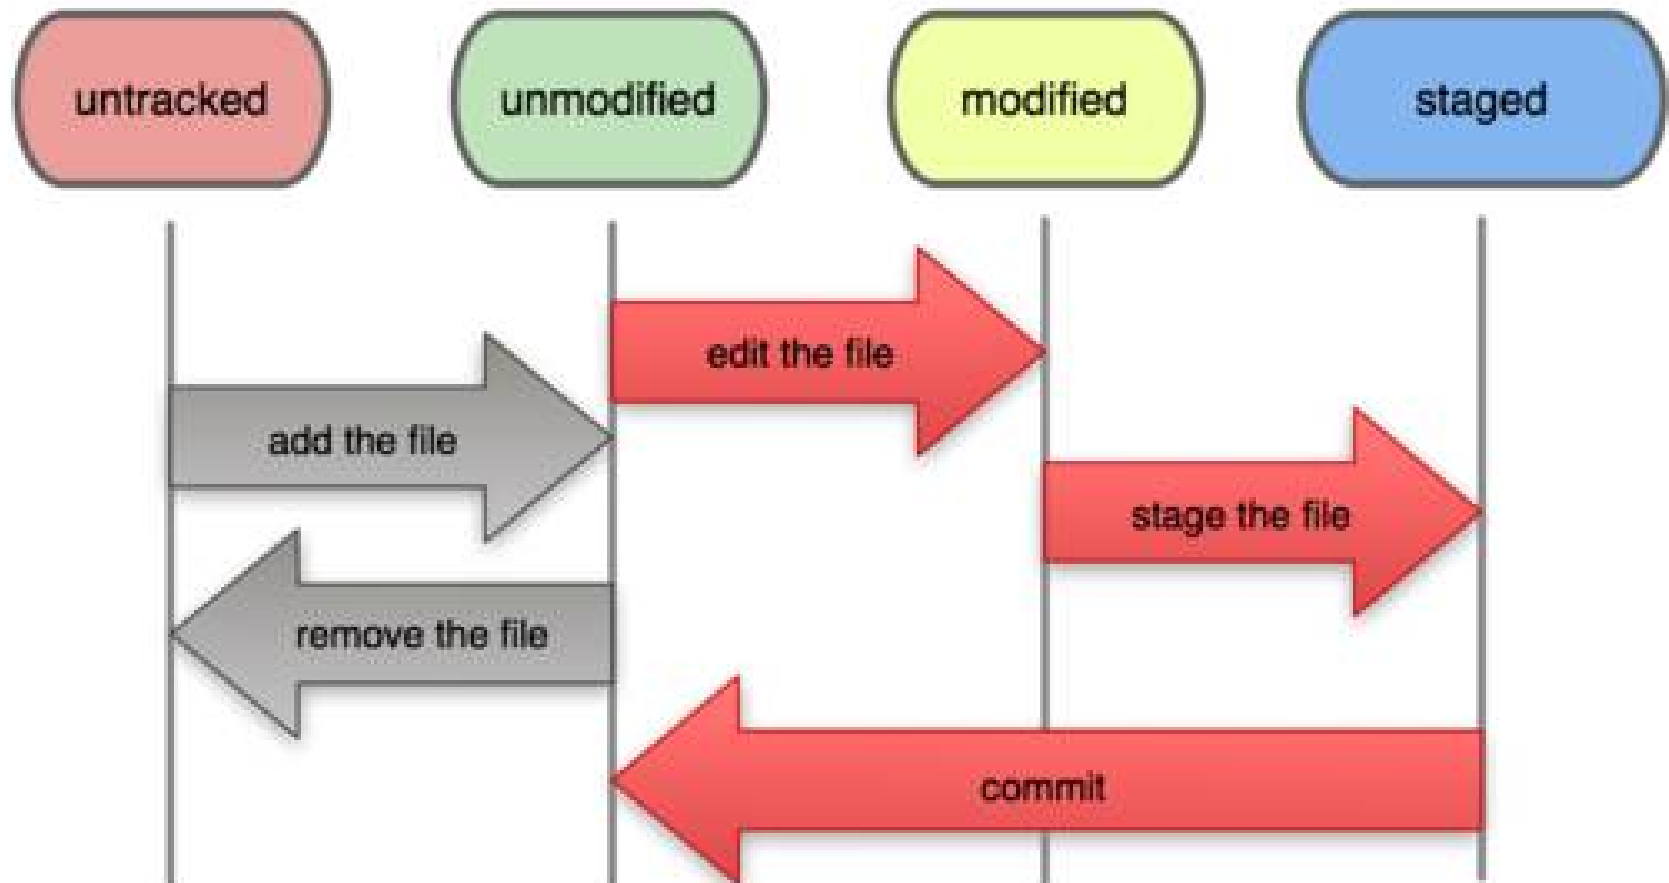 untracked
unmodified
modified
staged
edit the file
add the file
stage the file
remove the file
commit